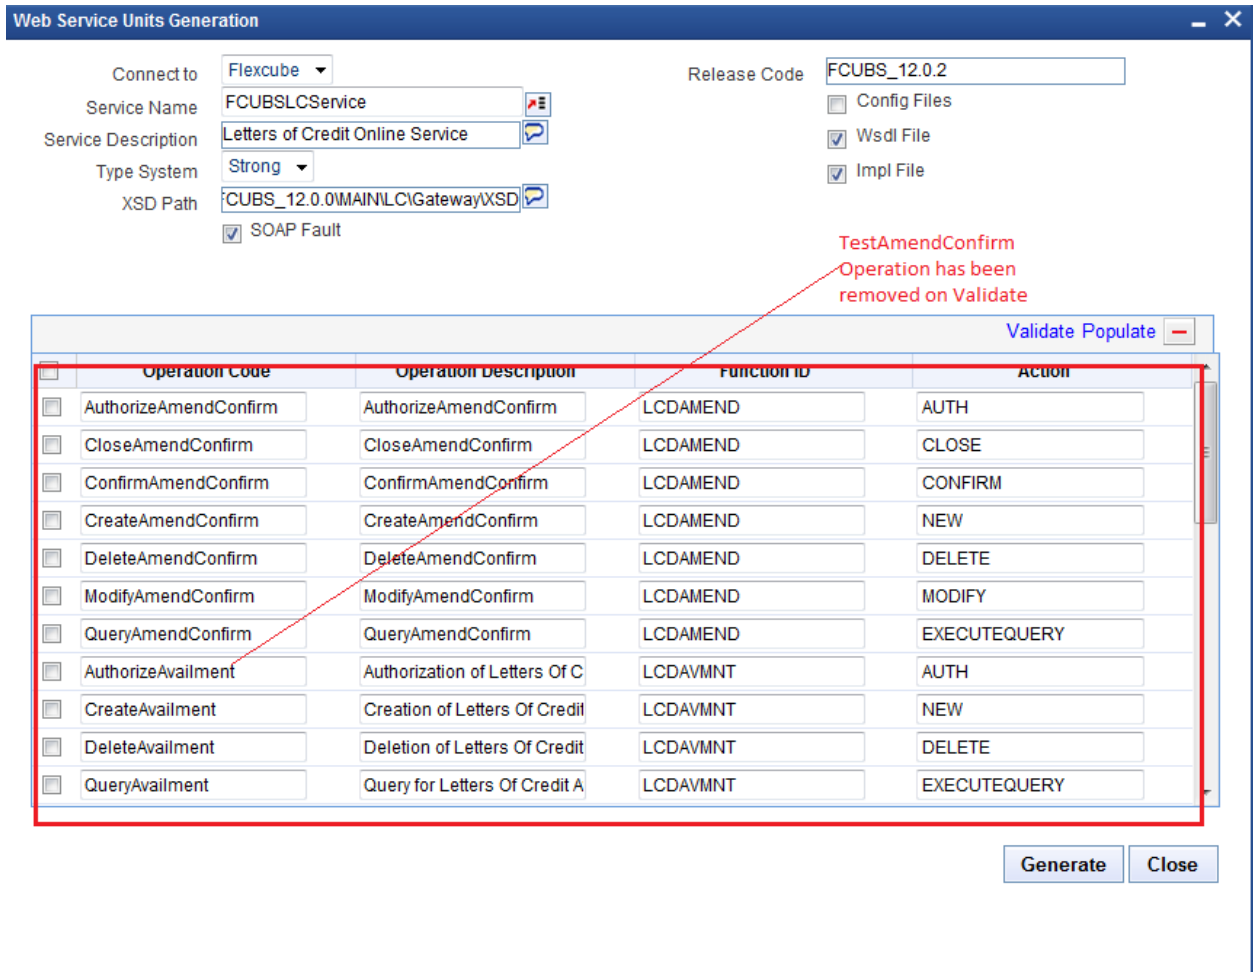 Web Service Units Generation
Connect to Flexcube Release Code FCUBS_12.0.2
Service Name FCUBSLCService Config Files
Service Description Letters of Credit Online Service Wsdl File
Type System Strong Impl File
XSD Path FCUBS_12.0.0\MAIN\LC\Gateway\XSD
SOAP Fault
TestAmendConfirm
Operation has been
removed on Validate
Validate Populate
Operation Code Operation Description Function ID Action
AuthorizeAmendConfirm AuthorizeAmendConfirm LCDAMEND AUTH
CloseAmendConfirm CloseAmendConfirm LCDAMEND CLOSE
ConfirmAmendConfirm ConfirmAmendConfirm LCDAMEND CONFIRM
CreateAmendConfirm CreateAmendConfirm LCDAMEND NEW
DeleteAmendConfirm DeleteAmendConfirm LCDAMEND DELETE
ModifyAmendConfirm ModifyAmendConfirm LCDAMEND MODIFY
QueryAmendConfirm QueryAmendConfirm LCDAMEND EXECUTEQUERY
AuthorizeAvailment Authorization of Letters Of C LCDAVMNT AUTH
CreateAvailment Creation of Letters Of Credit LCDAVMNT NEW
DeleteAvailment Deletion of Letters Of Credit LCDAVMNT DELETE
QueryAvailment Query for Letters Of Credit A LCDAVMNT EXECUTEQUERY
Generate Close